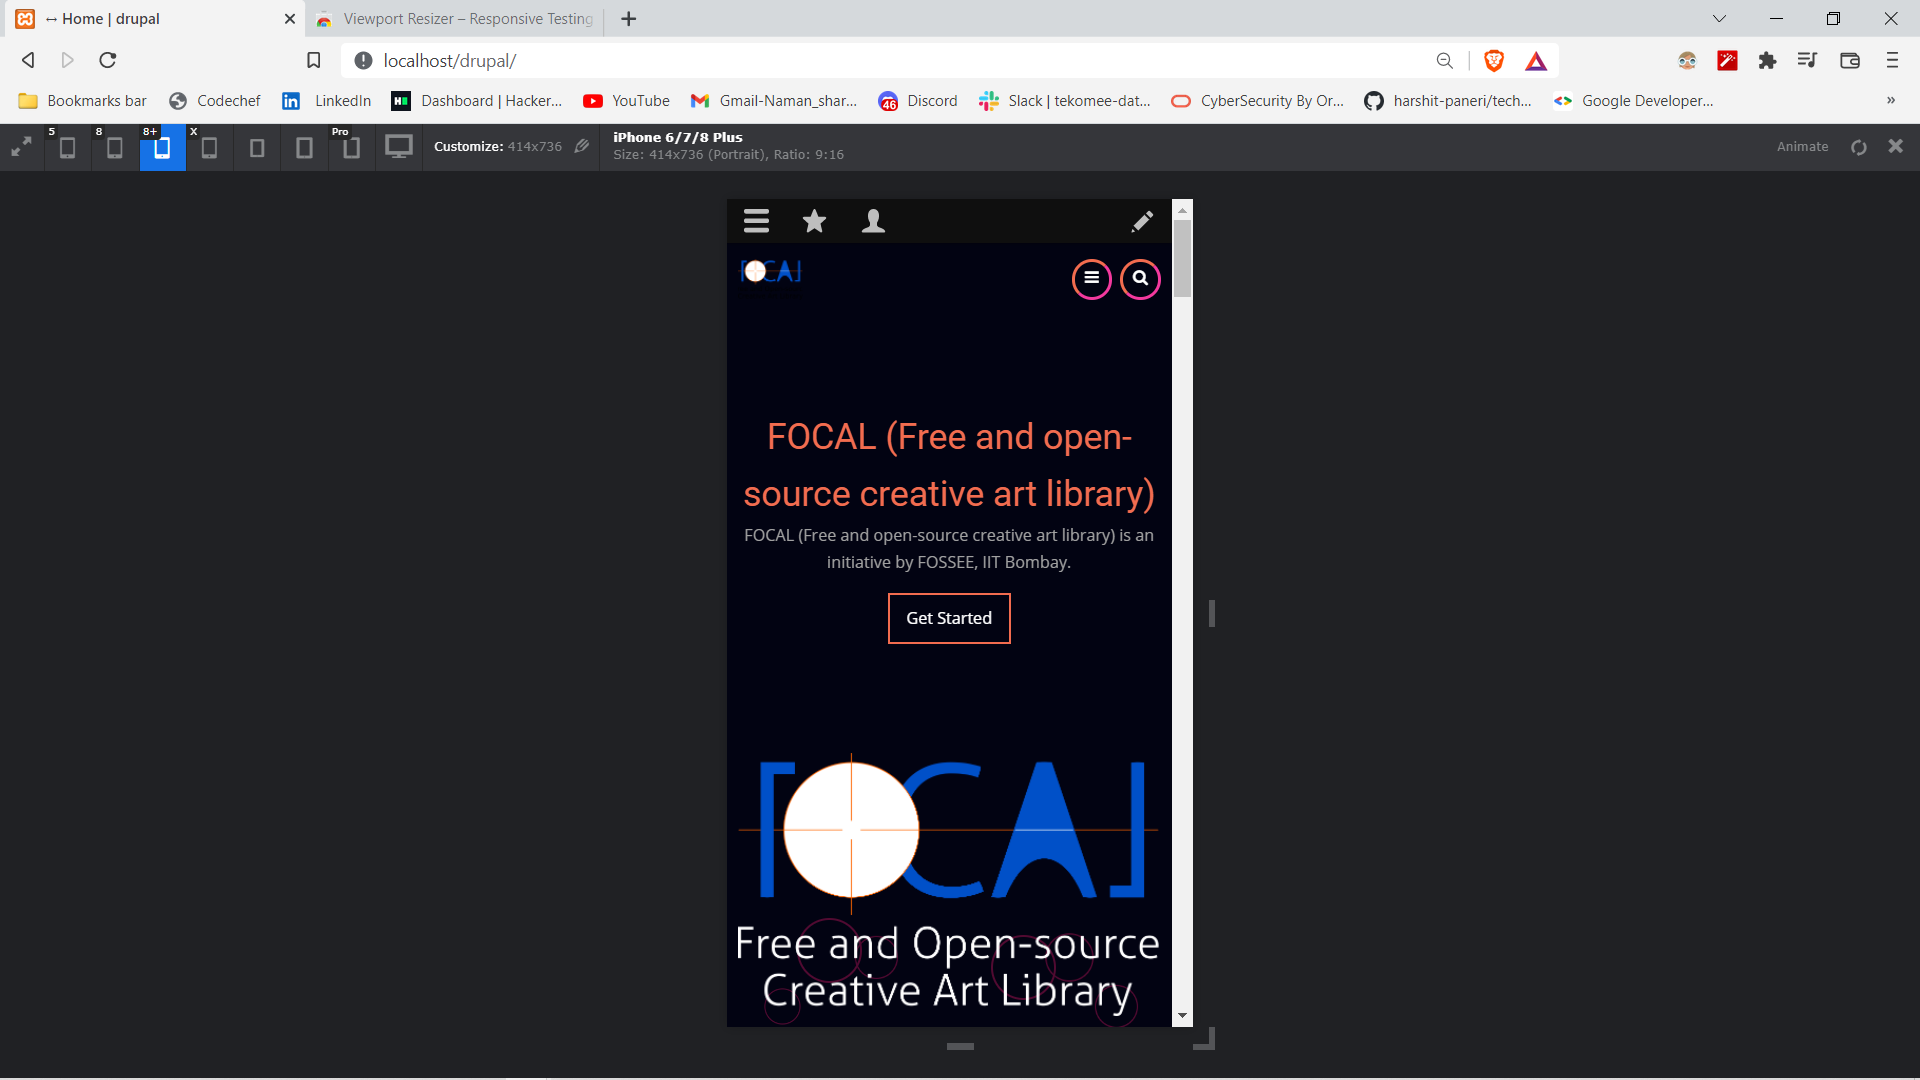 ↔ Home | drupal
Viewport Resizer – Responsive Testing
localhost/drupal/
Bookmarks bar
Codechef
LinkedIn
Dashboard | Hacker...
YouTube
Gmail-Naman_shar...
46
Discord
Slack | tekomee-dat...
CyberSecurity By Or...
harshit-paneri/tech...
Google Developer...
»
5
8
8+
X
Pro
Customize: 414x736
iPhone 6/7/8 Plus
Size: 414x736 (Portrait), Ratio: 9:16
Animate
FOCAL
FOCAL (Free and open-
source creative art library)
FOCAL (Free and open-source creative art library) is an
initiative by FOSSEE, IIT Bombay.
Get Started
FOCAL
Free and Open-source
Creative Art Library